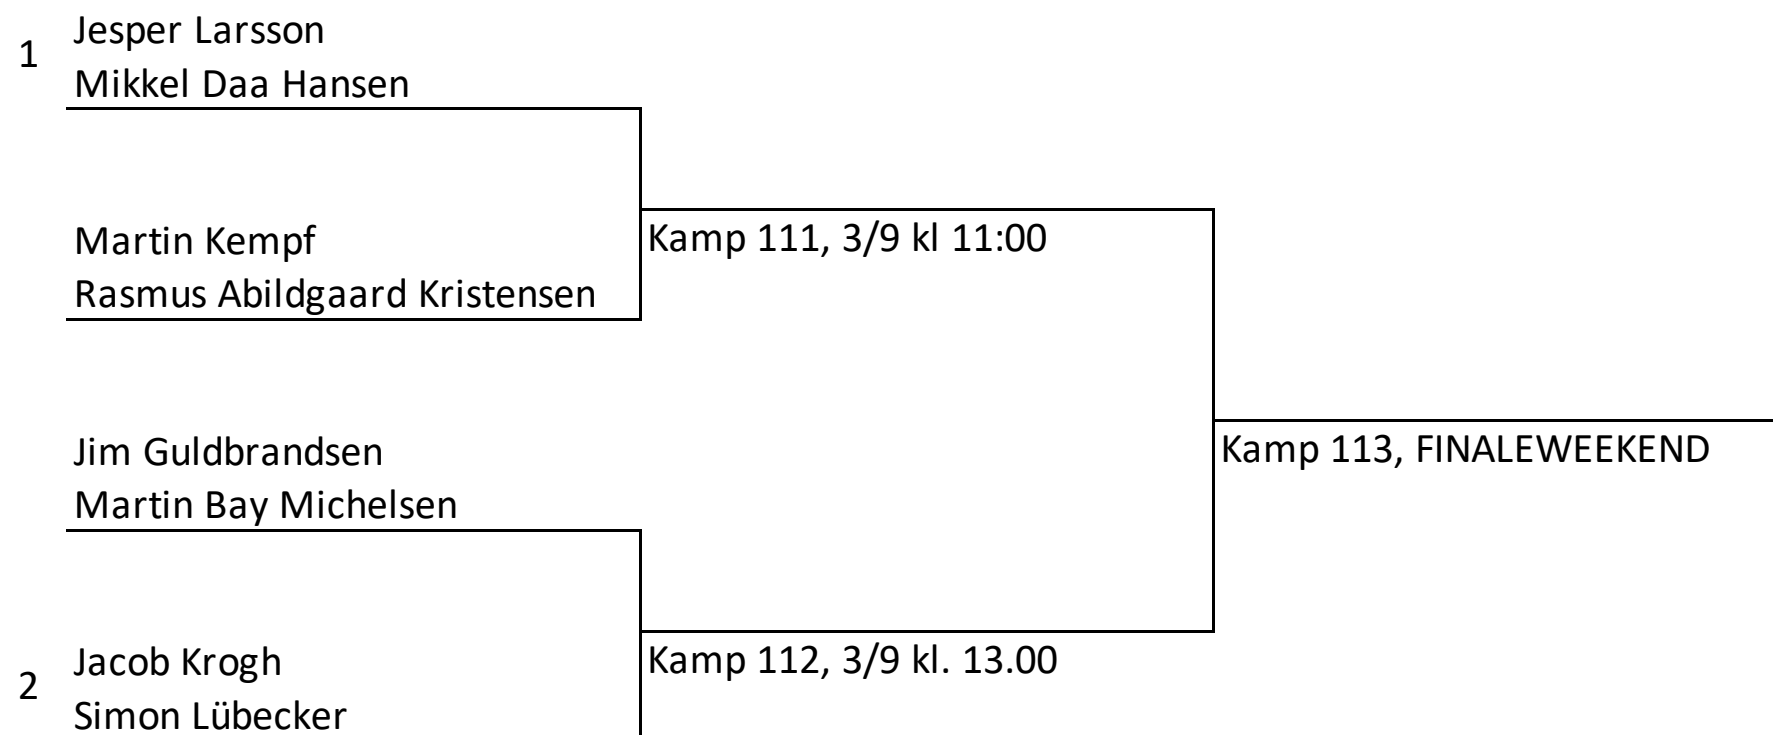 1
Jesper Larsson
Mikkel Daa Hansen
Martin Kempf
Rasmus Abildgaard Kristensen
Kamp 111, 3/9 kl 11:00
Jim Guldbrandsen
Martin Bay Michelsen
Kamp 113, FINALEWEEKEND
2
Jacob Krogh
Simon Lübecker
Kamp 112, 3/9 kl. 13.00